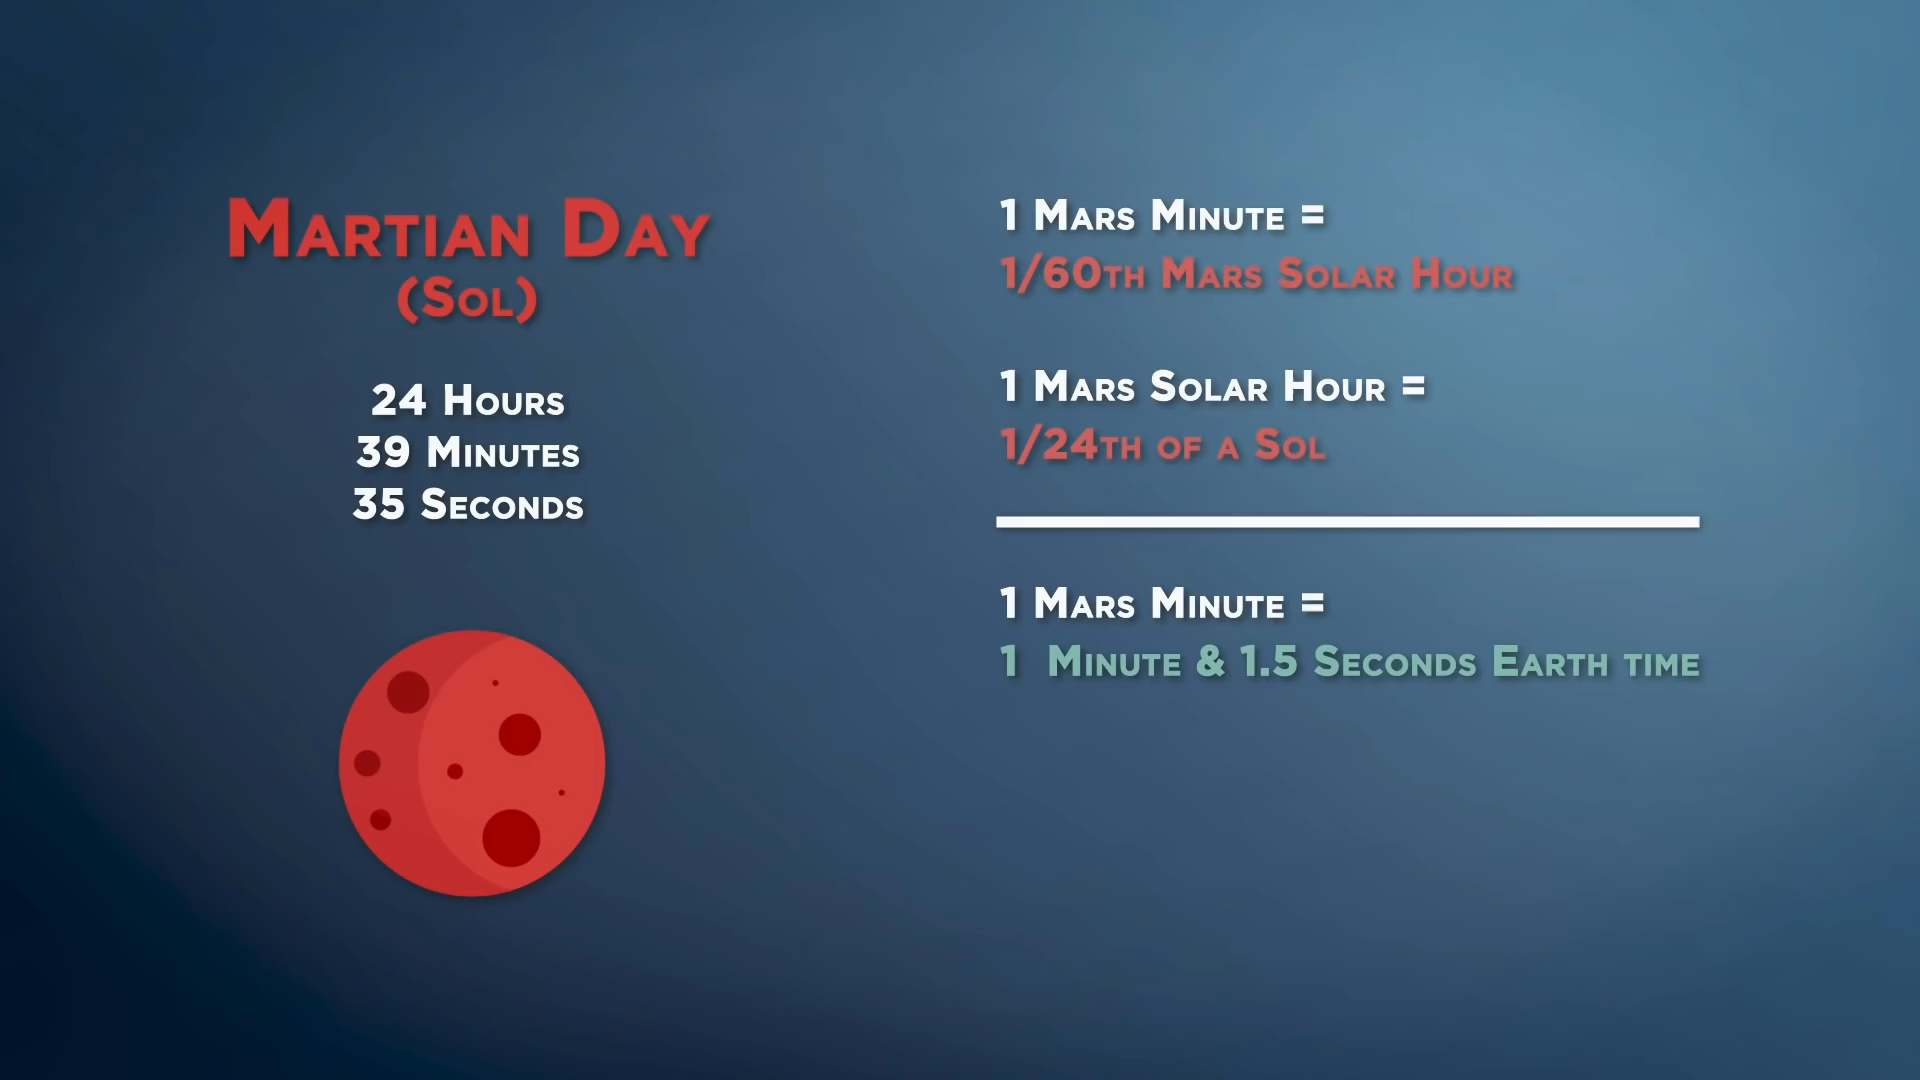 Martian Day
(Sol)
24 Hours
39 Minutes
35 Seconds
1 Mars Minute =
1/60th Mars Solar Hour
1 Mars Solar Hour =
1/24th of a Sol
1 Mars Minute =
1 Minute & 1.5 Seconds Earth time